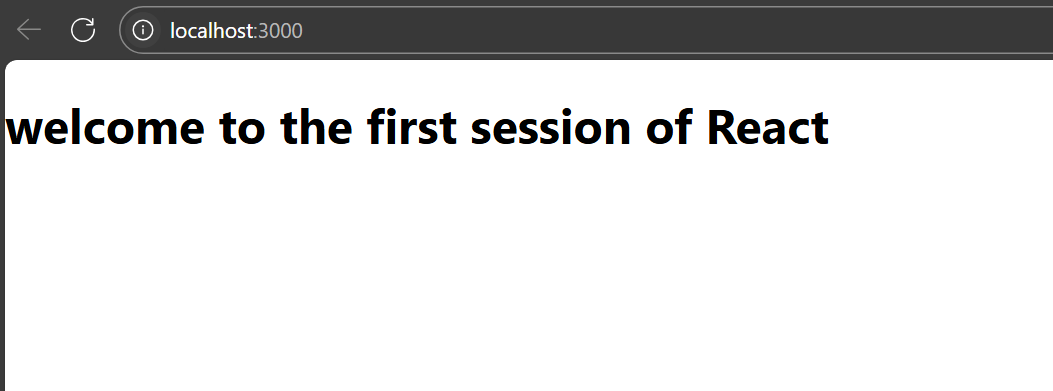 localhost:3000
welcome to the first session of React